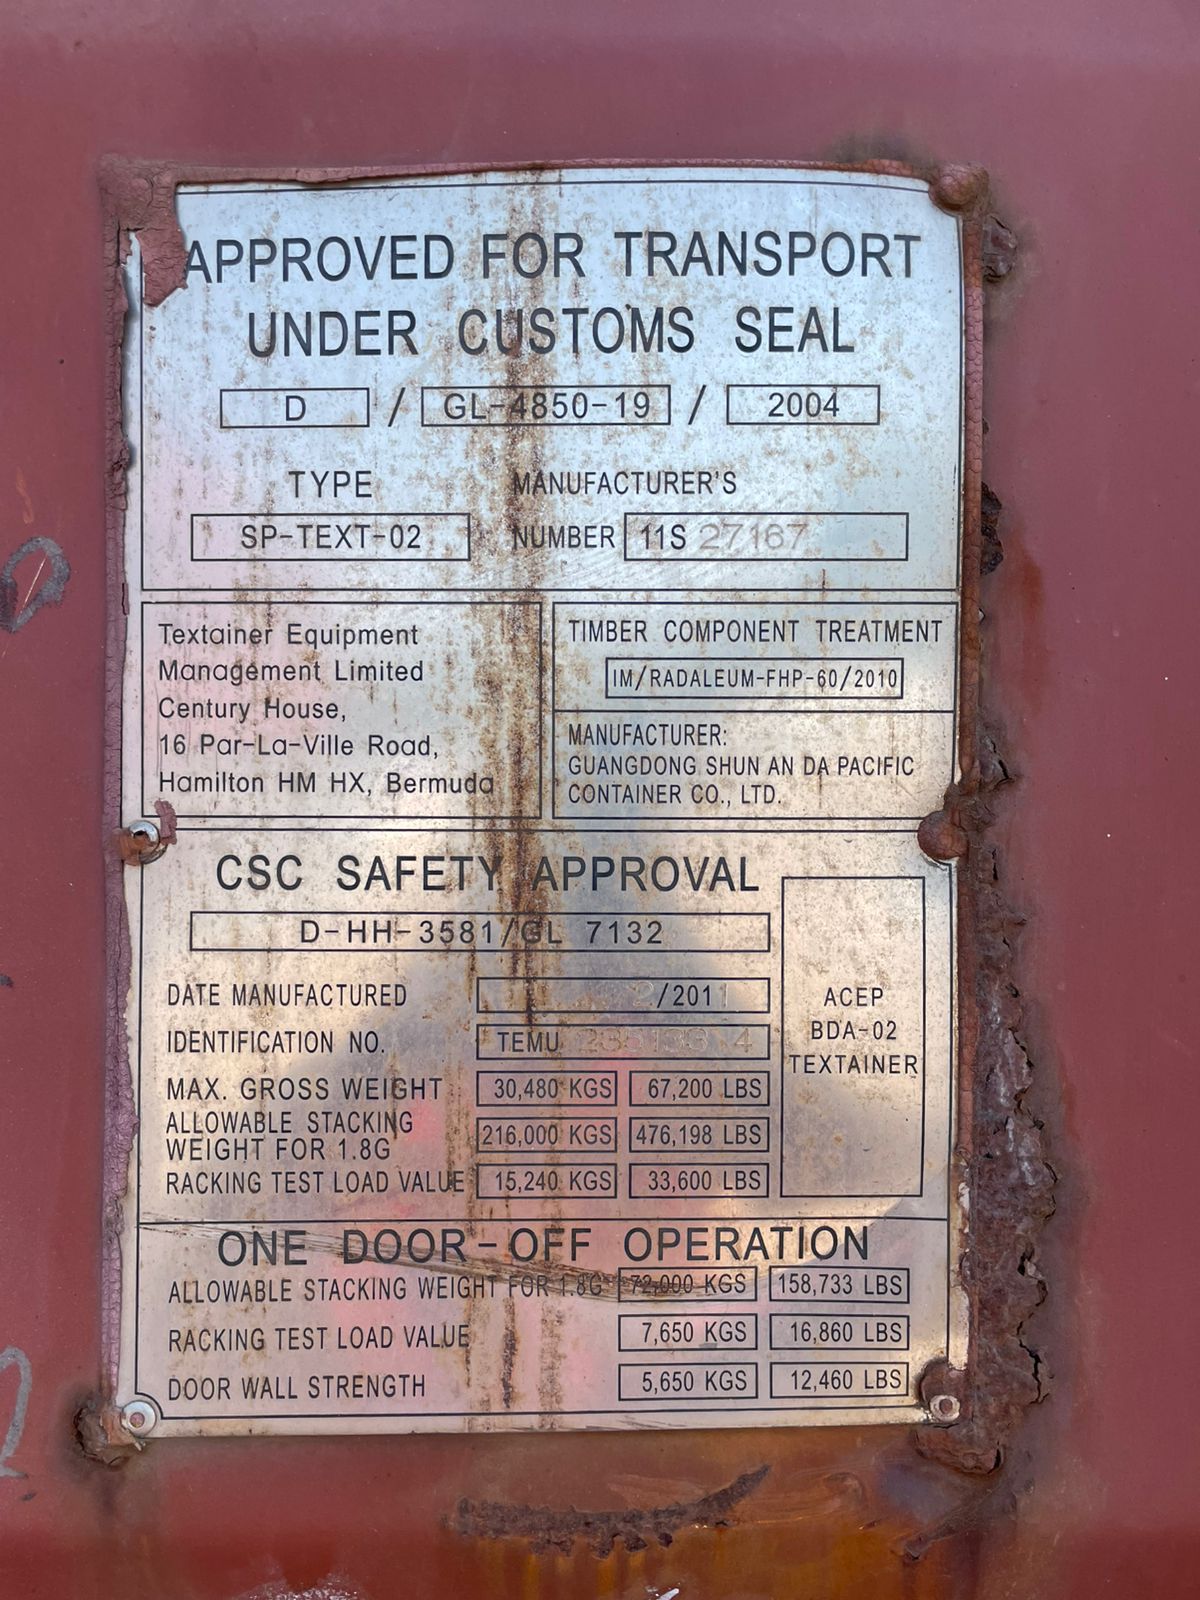 APPROVED FOR TRANSPORT
UNDER CUSTOMS SEAL
D / GL-4850-19 / 2004
TYPE MANUFACTURER'S
SP-TEXT-02 NUMBER 11S 27167
Textainer Equipment
Management Limited
Century House,
16 Par-La-Ville Road,
Hamilton HM HX, Bermuda
TIMBER COMPONENT TREATMENT
IM/RADALEUM-FHP-60/2010
MANUFACTURER:
GUANGDONG SHUN AN DA PACIFIC
CONTAINER CO., LTD.
CSC SAFETY APPROVAL
D-HH-3581/GL 7132
DATE MANUFACTURED 2/2011
IDENTIFICATION NO. TEMU
MAX. GROSS WEIGHT 30,480 KGS 67,200 LBS
ALLOWABLE STACKING
WEIGHT FOR 1.8G 216,000 KGS 476,198 LBS
RACKING TEST LOAD VALUE 15,240 KGS 33,600 LBS
ACEP
BDA-02
TEXTAINER
ONE DOOR-OFF OPERATION
ALLOWABLE STACKING WEIGHT FOR 1.8G 72,000 KGS 158,733 LBS
RACKING TEST LOAD VALUE 7,650 KGS 16,860 LBS
DOOR WALL STRENGTH 5,650 KGS 12,460 LBS